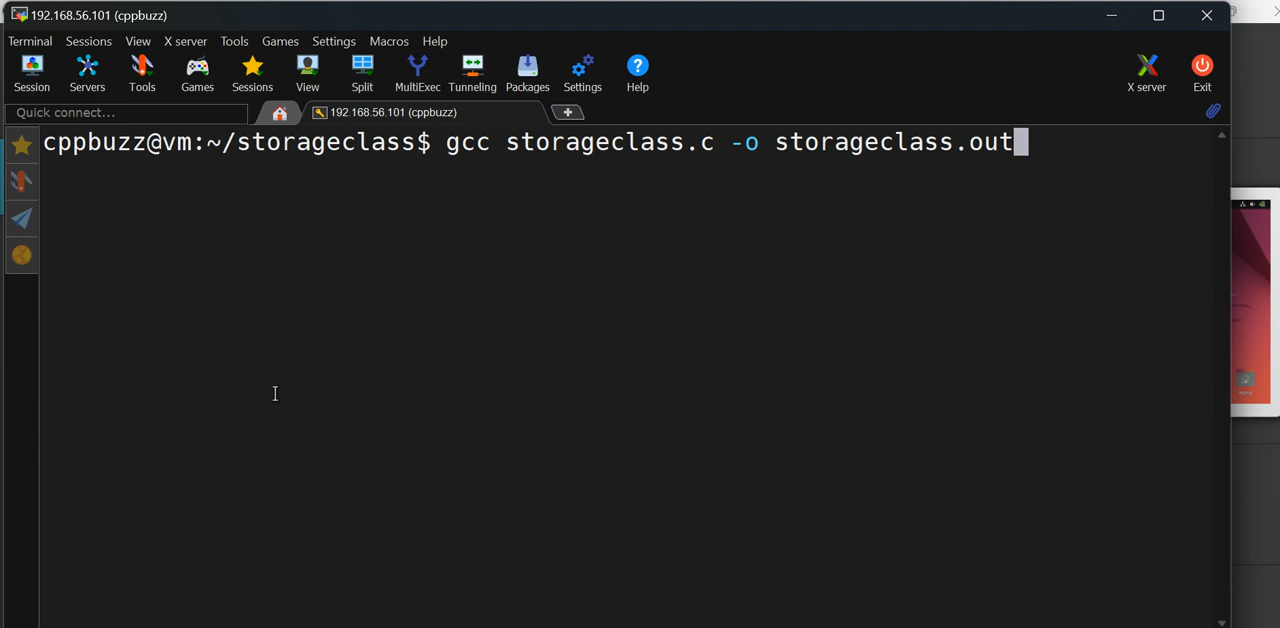 192.168.56.101 (cppbuzz)
Terminal Sessions View X server Tools Games Settings Macros Help
Session Servers Tools Games Sessions View Split MultiExec Tunneling Packages Settings Help X server Exit
Quick connect... 192.168.56.101 (cppbuzz)
cppbuzz@vm:~/storageclass$ gcc storageclass.c -o storageclass.out